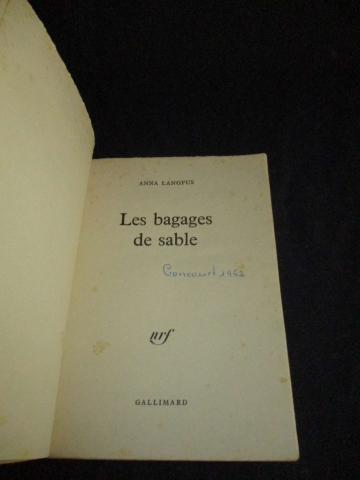 ANNA LANGFUS
Les bagages
de sable
Goncourt 1962
nrf
GALLIMARD